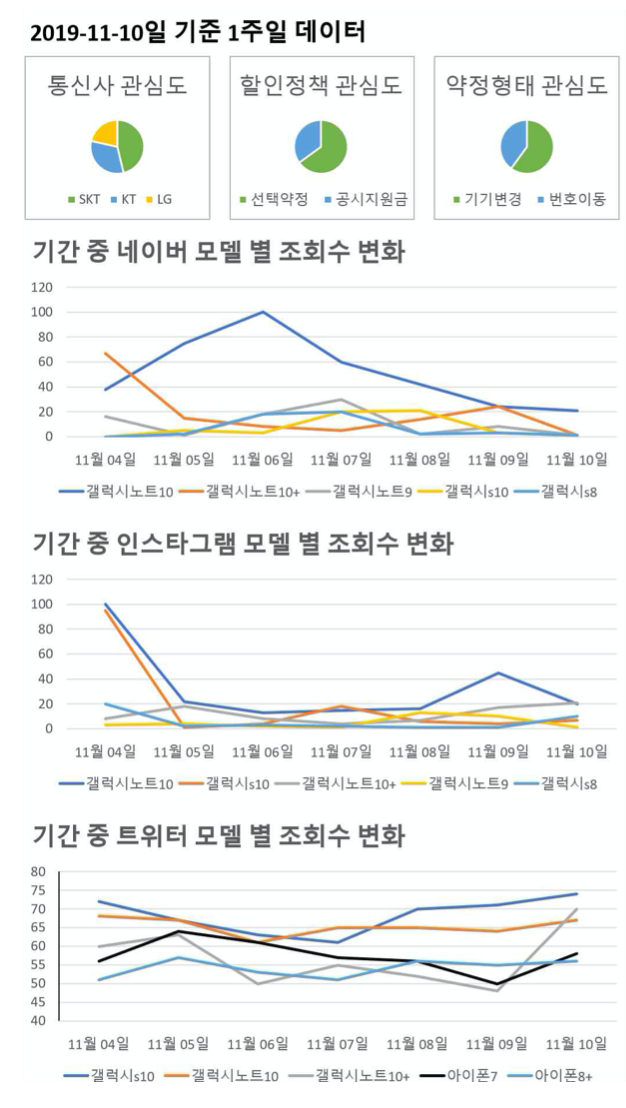 2019-11-10일 기준 1주일 데이터
통신사 관심도
SKT KT LG
할인정책 관심도
선택약정 공시지원금
약정형태 관심도
기기변경 번호이동
기간 중 네이버 모델 별 조회수 변화
120
100
80
60
40
20
0
11월 04일 11월 05일 11월 06일 11월 07일 11월 08일 11월 09일 11월 10일
갤럭시노트10 갤럭시노트10+ 갤럭시노트9 갤럭시s10 갤럭시s8
기간 중 인스타그램 모델 별 조회수 변화
120
100
80
60
40
20
0
11월 04일 11월 05일 11월 06일 11월 07일 11월 08일 11월 09일 11월 10일
갤럭시노트10 갤럭시s10 갤럭시노트10+ 갤럭시노트9 갤럭시s8
기간 중 트위터 모델 별 조회수 변화
80
75
70
65
60
55
50
45
40
11월 04일 11월 05일 11월 06일 11월 07일 11월 08일 11월 09일 11월 10일
갤럭시s10 갤럭시노트10 갤럭시노트10+ 아이폰7 아이폰8+